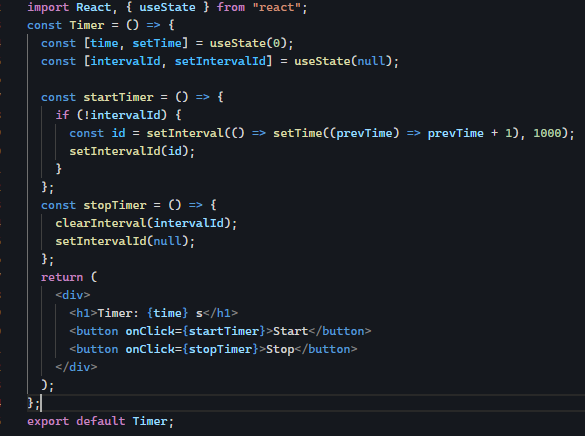 import React, { useState } from "react";
const Timer = () => {
  const [time, setTime] = useState(0);
  const [intervalId, setIntervalId] = useState(null);

  const startTimer = () => {
    if (!intervalId) {
      const id = setInterval(() => setTime((prevTime) => prevTime + 1), 1000);
      setIntervalId(id);
    }
  };
  const stopTimer = () => {
    clearInterval(intervalId);
    setIntervalId(null);
  };
  return (
    <div>
      <h1>Timer: {time} s</h1>
      <button onClick={startTimer}>Start</button>
      <button onClick={stopTimer}>Stop</button>
    </div>
  );
};
export default Timer;